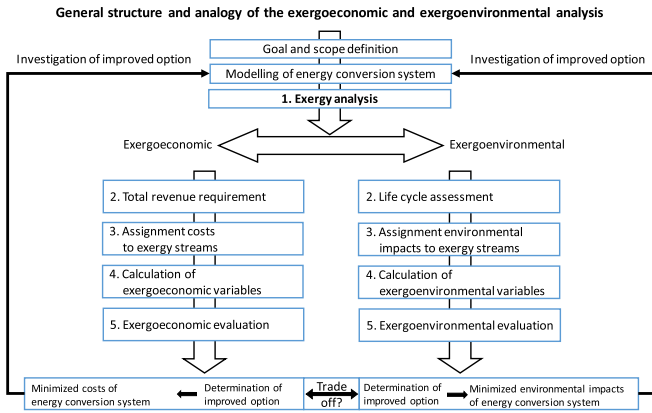 General structure and analogy of the exergoeconomic and exergoenvironmental analysis
Goal and scope definition
Investigation of improved option
Investigation of improved option
Modelling of energy conversion system
1. Exergy analysis
Exergoeconomic
Exergoenvironmental
2. Total revenue requirement
3. Assignment costs
to exergy streams
4. Calculation of
exergoeconomic variables
5. Exergoeconomic evaluation
2. Life cycle assessment
3. Assignment environmental
impacts to exergy streams
4. Calculation of
exergoenvironmental variables
5. Exergoenvironmental evaluation
Minimized costs of
energy conversion system
Determination of
improved option
Trade
off?
Determination of
improved option
Minimized environmental impacts
of energy conversion system